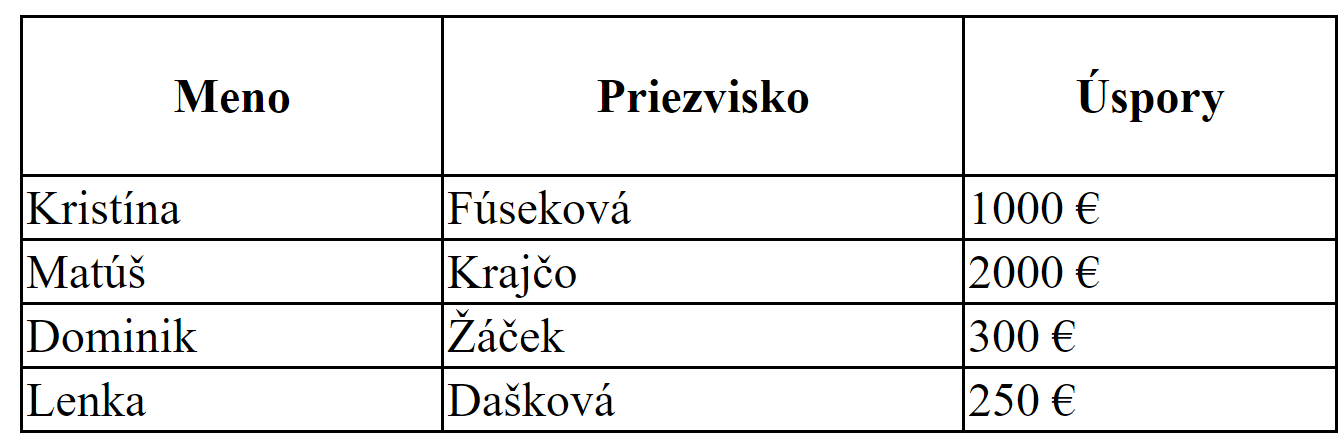 Meno Priezvisko Úspory
Kristína Fúseková 1000 €
Matúš Krajčo 2000 €
Dominik Žáček 300 €
Lenka Dašková 250 €